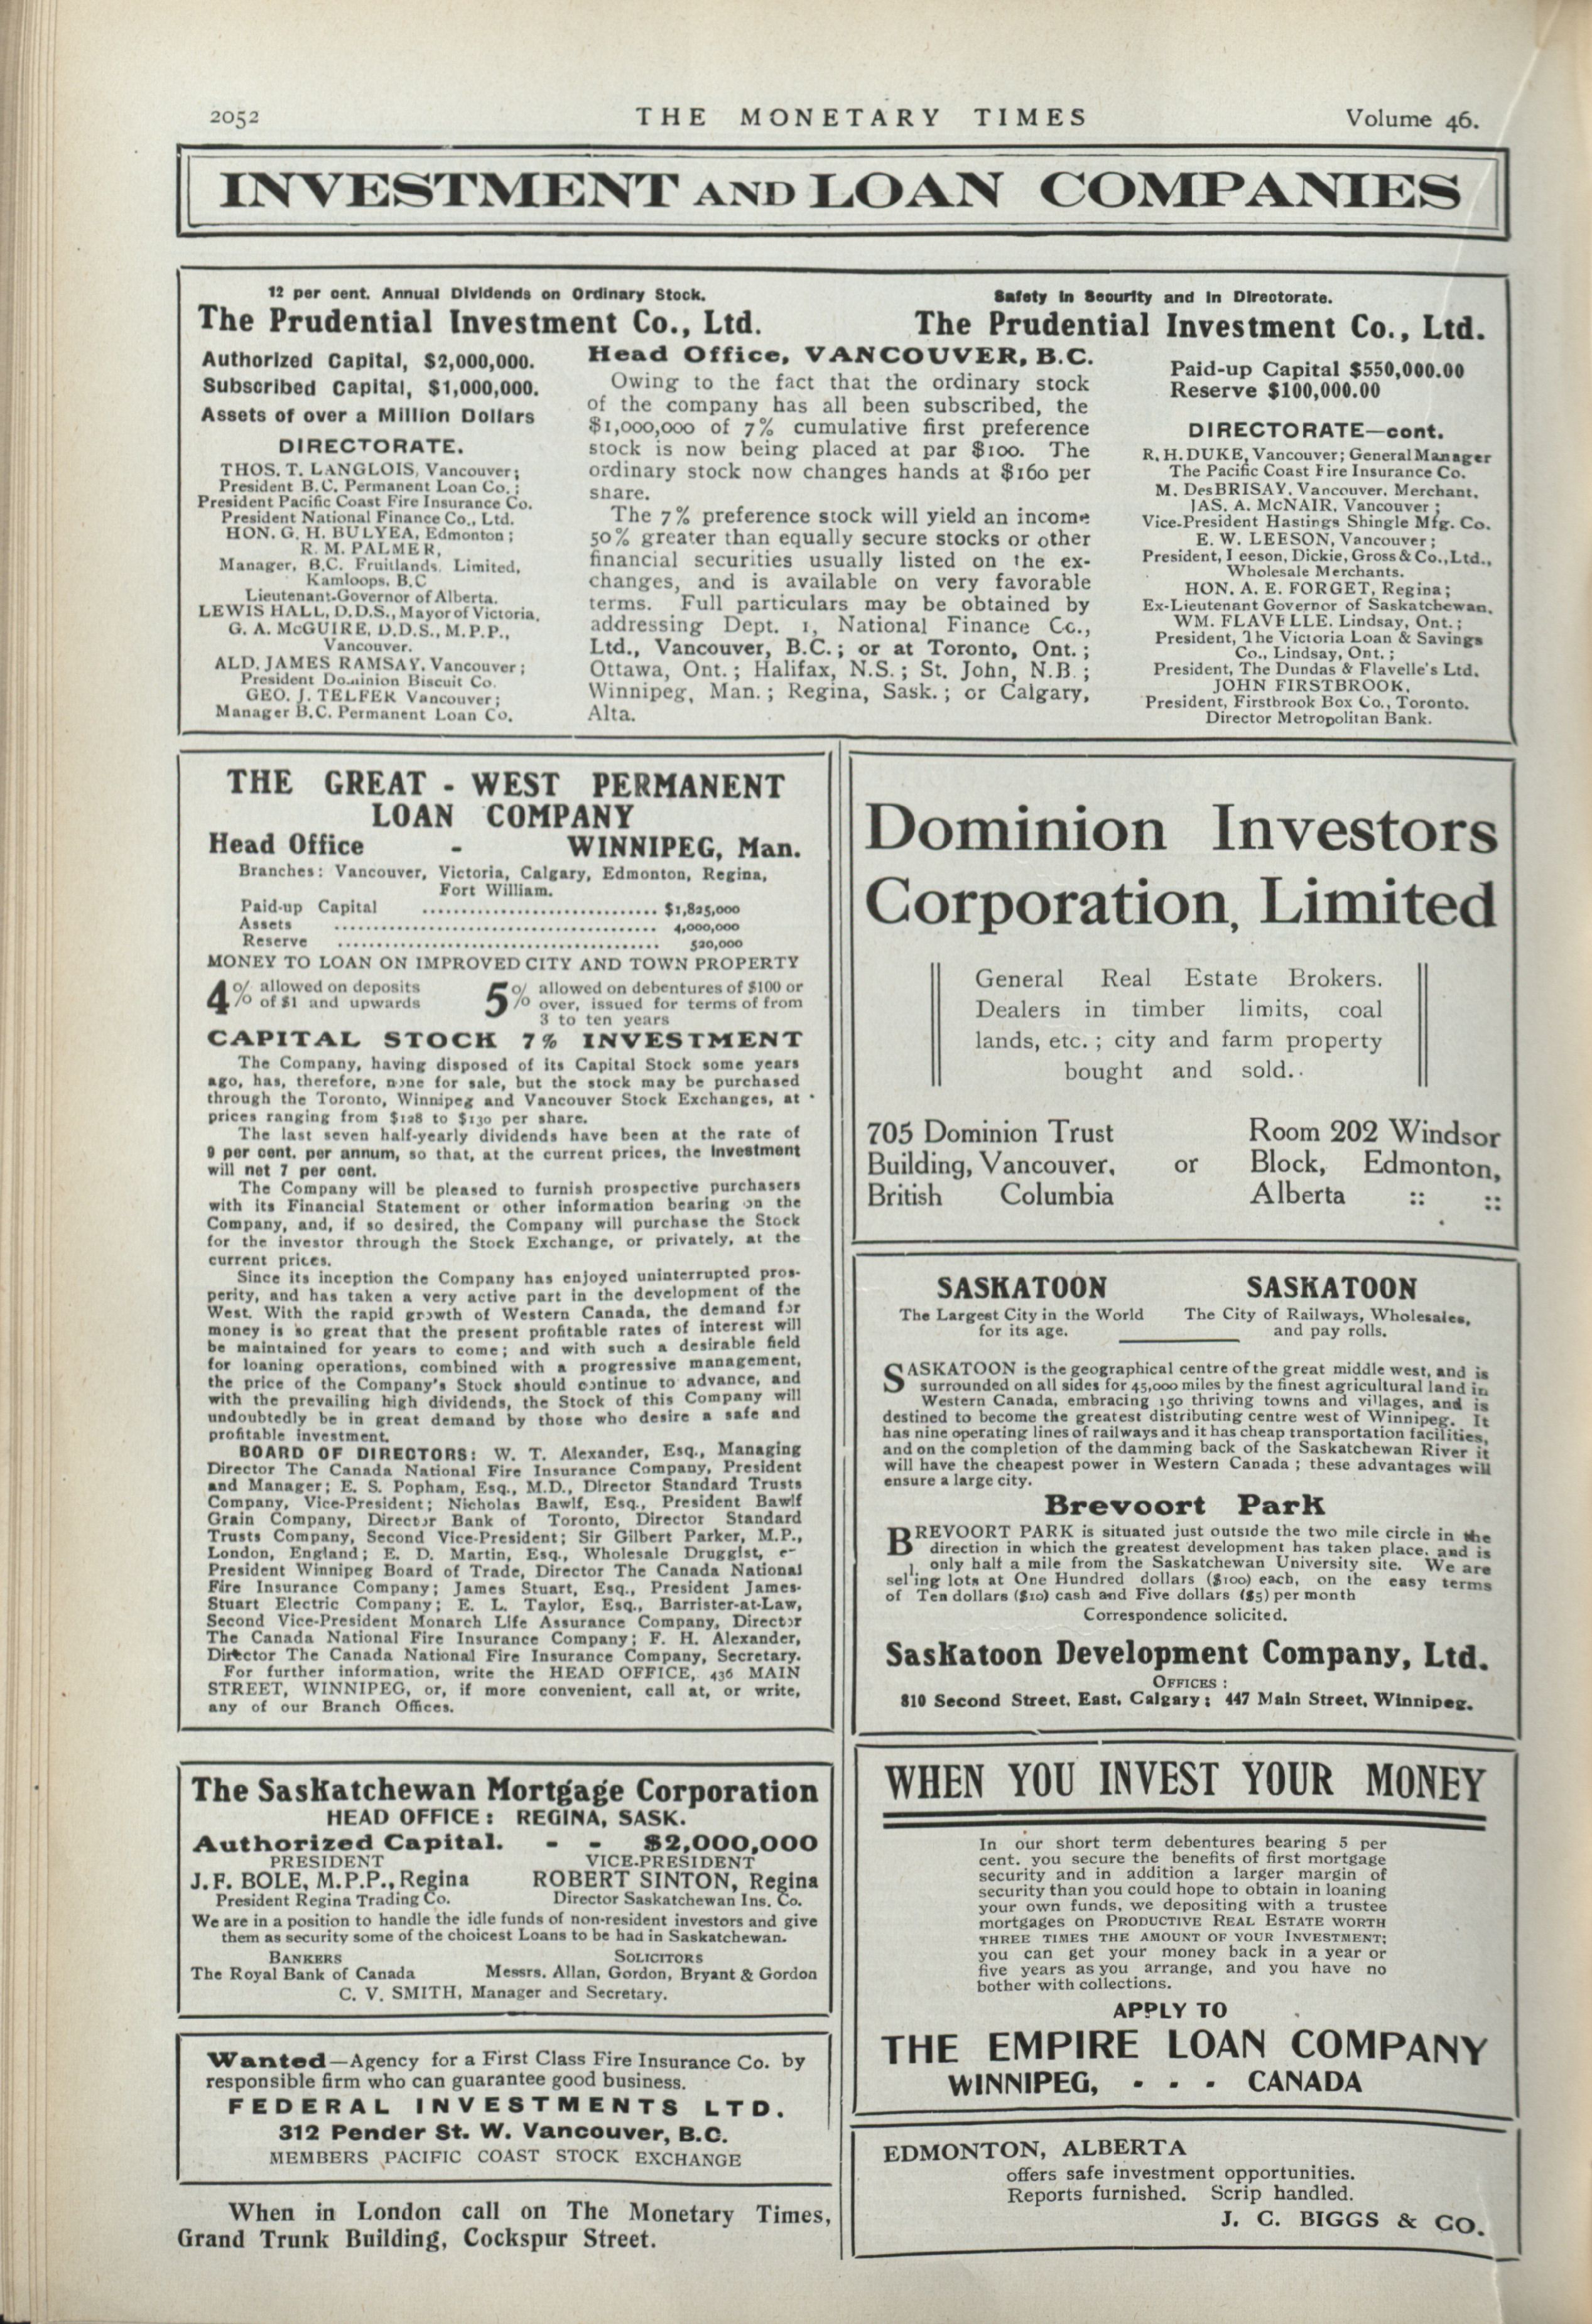 2052
THE MONETARY TIMES
Volume 46.
INVESTMENT AND LOAN COMPANIES
12 per cent. Annual Dividends on Ordinary Stock.
The Prudential Investment Co., Ltd.
Safety in Security and in Directorate.
The Prudential Investment Co., Ltd.
Authorized Capital, $2,000,000.
Subscribed Capital, $1,000,000.
Assets of over a Million Dollars
DIRECTORATE.
THOS. T. LANGLOIS, Vancouver;
President B.C. Permanent Loan Co.;
President Pacific Coast Fire Insurance Co.
President National Finance Co., Ltd.
HON. G. H. BULYEA, Edmonton;
R. M. PALMER,
Manager, B.C. Fruitlands Limited,
Kamloops, B.C
Lieutenant-Governor of Alberta.
LEWIS HALL, D.D.S., Mayor of Victoria,
G. A. McGUIRE, D.D.S., M.P.P.,
Vancouver.
ALD. JAMES RAMSAY, Vancouver;
President Dominion Biscuit Co.
GEO. J. TELFER Vancouver;
Manager B.C. Permanent Loan Co.
Head Office, VANCOUVER, B.C.
Owing to the fact that the ordinary stock
of the company has all been subscribed, the
$1,000,000 of 7% cumulative first preference
stock is now being placed at par $100. The
ordinary stock now changes hands at $160 per
share.
The 7% preference stock will yield an income
50% greater than equally secure stocks or other
financial securities usually listed on the ex-
changes, and is available on very favorable
terms. Full particulars may be obtained by
addressing Dept. 1, National Finance Co.,
Ltd., Vancouver, B.C.; or at Toronto, Ont.;
Ottawa, Ont.; Halifax, N.S.; St. John, N.B.;
Winnipeg, Man.; Regina, Sask.; or Calgary,
Alta.
Paid-up Capital $550,000.00
Reserve $100,000.00
DIRECTORATE—cont.
R. H. DUKE, Vancouver; General Manager
The Pacific Coast Fire Insurance Co.
M. DesBRISAY, Vancouver, Merchant,
JAS. A. McNAIR, Vancouver;
Vice-President Hastings Shingle Mfg. Co.
E. W. LEESON, Vancouver;
President, Leeson, Dickie, Gross & Co., Ltd.,
Wholesale Merchants.
HON. A. E. FORGET, Regina;
Ex-Lieutenant Governor of Saskatchewan.
WM. FLAVELLE, Lindsay, Ont.;
President, The Victoria Loan & Savings
Co., Lindsay, Ont.;
President, The Dundas & Flavelle's Ltd.
JOHN FIRSTBROOK,
President, Firstbrook Box Co., Toronto.
Director Metropolitan Bank.
THE GREAT - WEST PERMANENT
LOAN COMPANY
Head Office - WINNIPEG, Man.
Branches: Vancouver, Victoria, Calgary, Edmonton, Regina,
Fort William.
Paid-up Capital .............................. $1,825,000
Assets ........................................ 4,000,000
Reserve ........................................ 520,000
MONEY TO LOAN ON IMPROVED CITY AND TOWN PROPERTY
4% allowed on deposits
of $1 and upwards
5% allowed on debentures of $100 or
over, issued for terms of from
3 to ten years
CAPITAL STOCK 7% INVESTMENT
The Company, having disposed of its Capital Stock some years
ago, has, therefore, none for sale, but the stock may be purchased
through the Toronto, Winnipeg and Vancouver Stock Exchanges, at
prices ranging from $128 to $130 per share.
The last seven half-yearly dividends have been at the rate of
9 per cent. per annum, so that, at the current prices, the investment
will net 7 per cent.
The Company will be pleased to furnish prospective purchasers
with its Financial Statement or other information bearing on the
Company, and, if so desired, the Company will purchase the Stock
for the investor through the Stock Exchange, or privately, at the
current prices.
Since its inception the Company has enjoyed uninterrupted pros-
perity, and has taken a very active part in the development of the
West. With the rapid growth of Western Canada, the demand for
money is so great that the present profitable rates of interest will
be maintained for years to come; and with such a desirable field
for loaning operations, combined with a progressive management,
the price of the Company's Stock should continue to advance, and
with the prevailing high dividends, the Stock of this Company will
undoubtedly be in great demand by those who desire a safe and
profitable investment.
BOARD OF DIRECTORS: W. T. Alexander, Esq., Managing
Director The Canada National Fire Insurance Company, President
and Manager; E. S. Popham, Esq., M.D., Director Standard Trusts
Company, Vice-President; Nicholas Bawlf, Esq., President Bawlf
Grain Company, Director Bank of Toronto, Director Standard
Trusts Company, Second Vice-President; Sir Gilbert Parker, M.P.,
London, England; E. D. Martin, Esq., Wholesale Druggist,
President Winnipeg Board of Trade, Director The Canada National
Fire Insurance Company; James Stuart, Esq., President James-
Stuart Electric Company; E. L. Taylor, Esq., Barrister-at-Law,
Second Vice-President Monarch Life Assurance Company, Director
The Canada National Fire Insurance Company; F. H. Alexander,
Director The Canada National Fire Insurance Company, Secretary.
For further information, write the HEAD OFFICE, 436 MAIN
STREET, WINNIPEG, or, if more convenient, call at, or write,
any of our Branch Offices.
The Saskatchewan Mortgage Corporation
HEAD OFFICE: REGINA, SASK.
Authorized Capital. - - $2,000,000
PRESIDENT
J. F. BOLE, M.P.P., Regina
President Regina Trading Co.
VICE-PRESIDENT
ROBERT SINTON, Regina
Director Saskatchewan Ins. Co.
We are in a position to handle the idle funds of non-resident investors and give
them as security some of the choicest Loans to be had in Saskatchewan.
BANKERS
The Royal Bank of Canada
SOLICITORS
Messrs. Allan, Gordon, Bryant & Gordon
C. V. SMITH, Manager and Secretary.
Wanted—Agency for a First Class Fire Insurance Co. by
responsible firm who can guarantee good business.
FEDERAL INVESTMENTS LTD.
312 Pender St. W. Vancouver, B.C.
MEMBERS PACIFIC COAST STOCK EXCHANGE
When in London call on The Monetary Times,
Grand Trunk Building, Cockspur Street.
Dominion Investors
Corporation, Limited
General Real Estate Brokers.
Dealers in timber limits, coal
lands, etc.; city and farm property
bought and sold.
705 Dominion Trust
Building, Vancouver,
British Columbia
or
Room 202 Windsor
Block, Edmonton,
Alberta :: ::
SASKATOON
The Largest City in the World
for its age.
SASKATOON
The City of Railways, Wholesales,
and pay rolls.
SASKATOON is the geographical centre of the great middle west, and is
surrounded on all sides for 45,000 miles by the finest agricultural land in
Western Canada, embracing 150 thriving towns and villages, and is
destined to become the greatest distributing centre west of Winnipeg. It
has nine operating lines of railways and it has cheap transportation facilities,
and on the completion of the damming back of the Saskatchewan River it
will have the cheapest power in Western Canada; these advantages will
ensure a large city.
Brevoort Park
BREVOORT PARK is situated just outside the two mile circle in the
direction in which the greatest development has taken place, and is
only half a mile from the Saskatchewan University site. We are
selling lots at One Hundred dollars ($100) each, on the easy terms
of Ten dollars ($10) cash and Five dollars ($5) per month
Correspondence solicited.
Saskatoon Development Company, Ltd.
OFFICES:
810 Second Street, East, Calgary; 447 Main Street, Winnipeg.
WHEN YOU INVEST YOUR MONEY
In our short term debentures bearing 5 per
cent. you secure the benefits of first mortgage
security and in addition a larger margin of
security than you could hope to obtain in loaning
your own funds, we depositing with a trustee
mortgages on PRODUCTIVE REAL ESTATE WORTH
THREE TIMES THE AMOUNT OF YOUR INVESTMENT;
you can get your money back in a year or
five years as you arrange, and you have no
bother with collections.
APPLY TO
THE EMPIRE LOAN COMPANY
WINNIPEG, - - - CANADA
EDMONTON, ALBERTA
offers safe investment opportunities.
Reports furnished. Scrip handled.
J. C. BIGGS & CO.